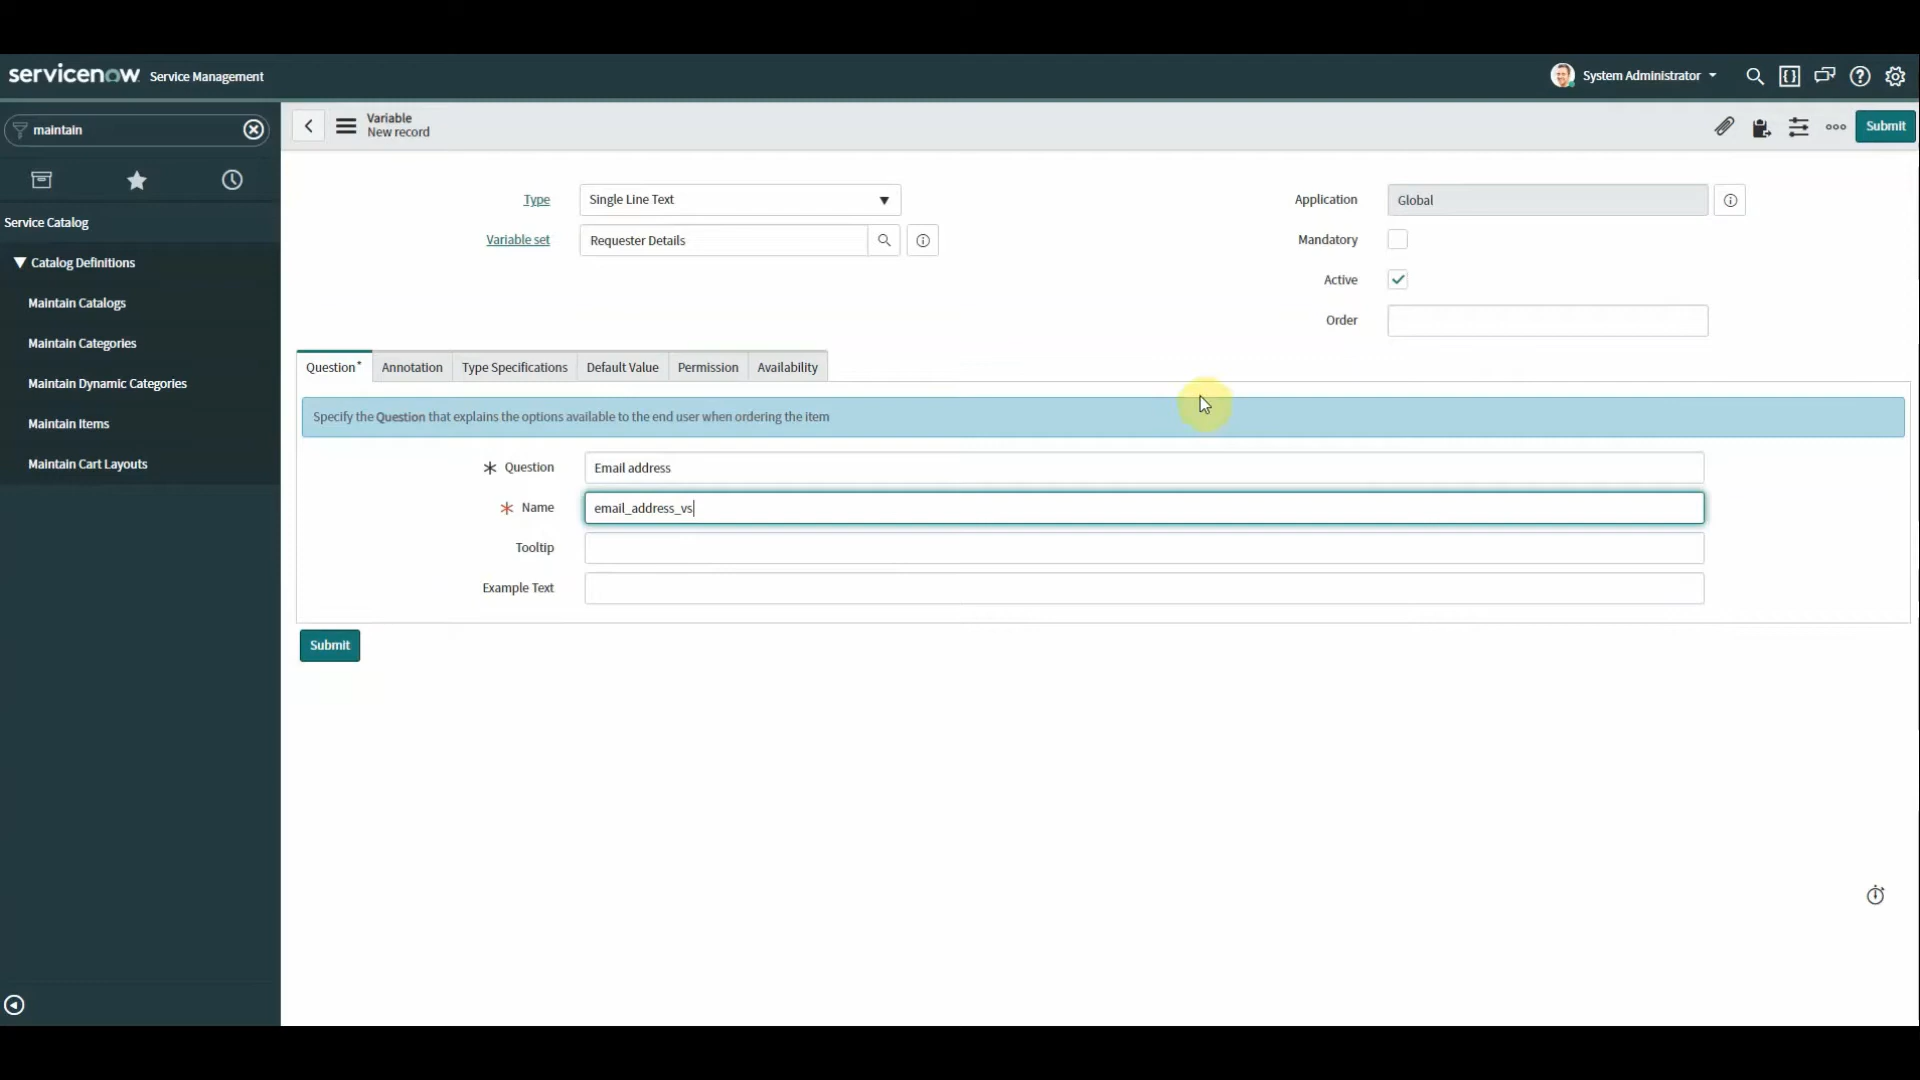 servicenow Service Management
System Administrator
maintain
Variable
New record
Submit
Service Catalog
Catalog Definitions
Maintain Catalogs
Maintain Categories
Maintain Dynamic Categories
Maintain Items
Maintain Cart Layouts
Type Single Line Text
Variable set Requester Details
Application Global
Mandatory
Active
Order
Question* Annotation Type Specifications Default Value Permission Availability
Specify the Question that explains the options available to the end user when ordering the item
Question Email address
Name email_address_vs
Tooltip
Example Text
Submit